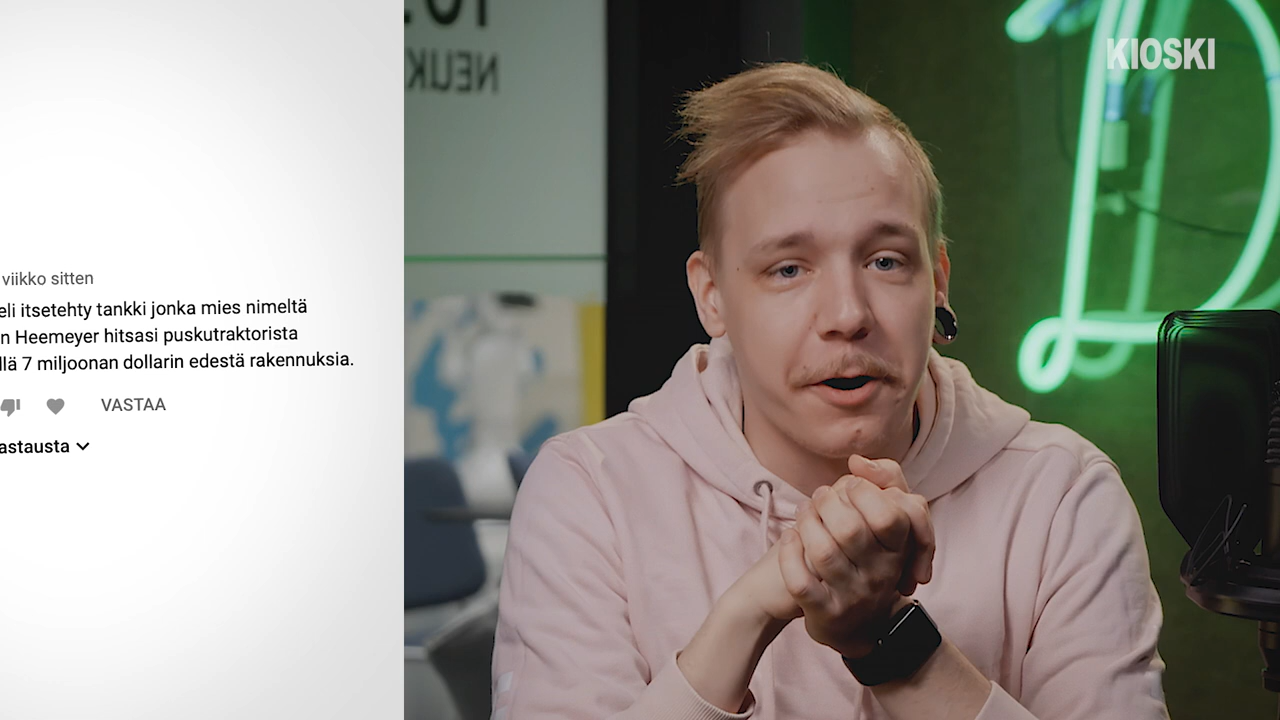 viikko sitten
eli itsetehty tankki jonka mies nimeltä
n Heemeyer hitsasi puskutraktorista
llä 7 miljoonan dollarin edestä rakennuksia.
VASTAA
astausta
KIOSKI
NEUK